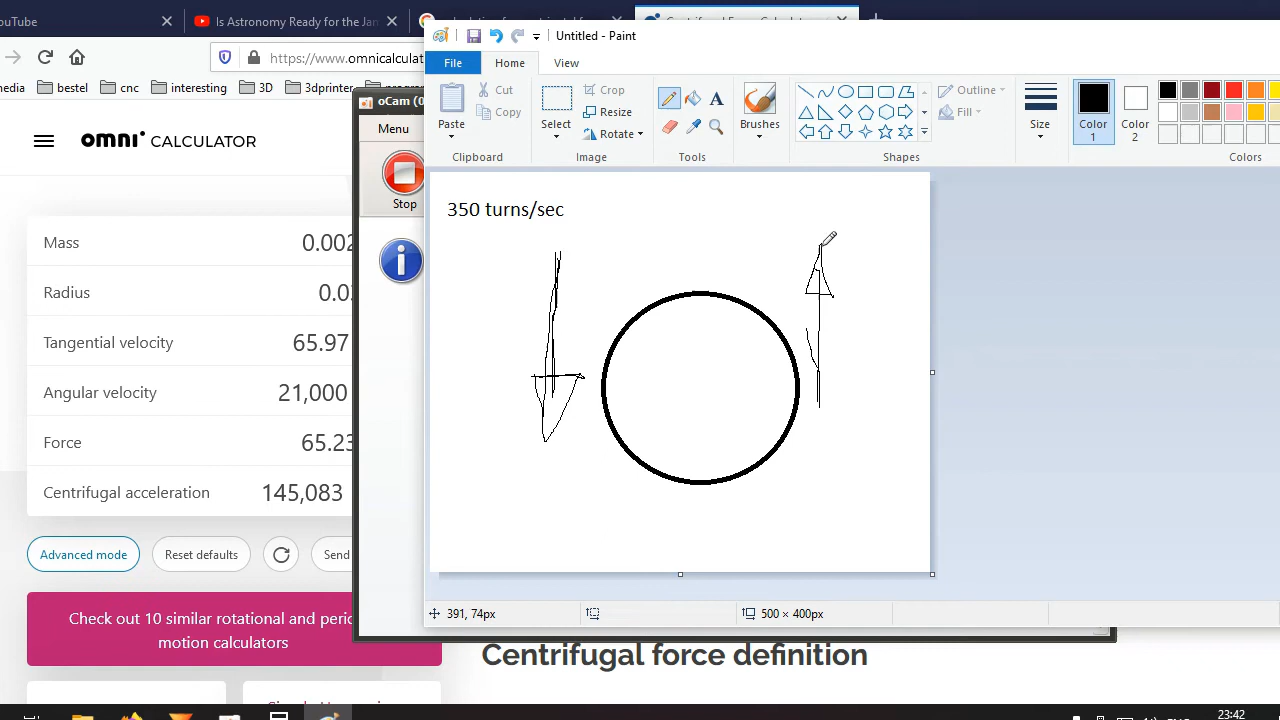 Is Astronomy Ready for the Jam
Untitled - Paint
File
Home
View
https://www.omnicalculat
bestel
cnc
interesting
3D
3dprinter
oCam (0
Menu
Stop
Paste
Cut
Copy
Clipboard
Select
Crop
Resize
Rotate
Image
Tools
Brushes
Shapes
Outline
Fill
Size
Color
1
Color
2
Colors
omni CALCULATOR
350 turns/sec
Mass
0.002
Radius
0.03
Tangential velocity
65.97
Angular velocity
21,000
Force
65.23
Centrifugal acceleration
145,083
Advanced mode
Reset defaults
Send
Check out 10 similar rotational and perio
motion calculators
391, 74px
500 × 400px
Centrifugal force definition
23:42